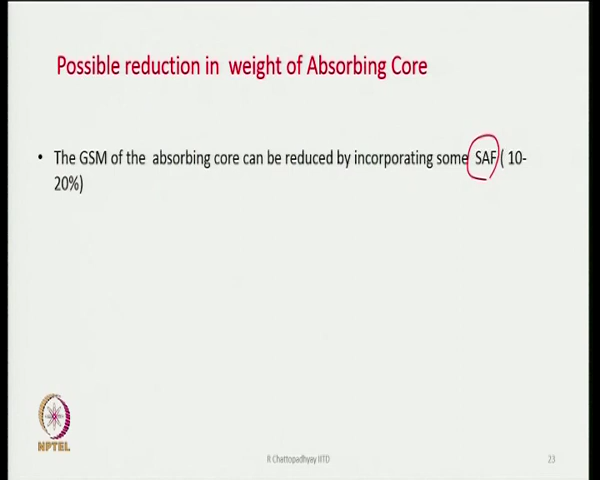 Possible reduction in weight of Absorbing Core
• The GSM of the absorbing core can be reduced by incorporating some SAF ( 10-
20%)
NPTEL
R Chattopadhyay IITD
23